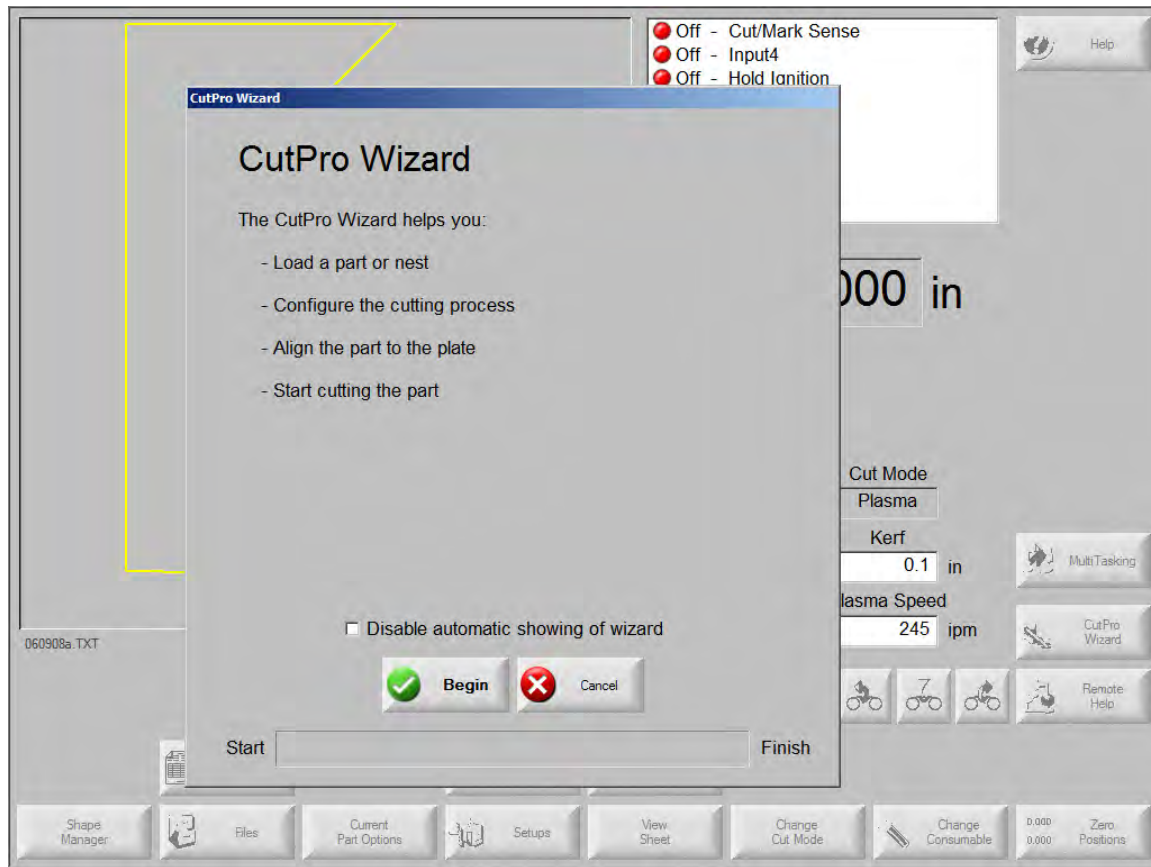 Off - Cut/Mark Sense
Off - Input4
Off - Hold Ignition
Help
CutPro Wizard
CutPro Wizard
The CutPro Wizard helps you:
- Load a part or nest
- Configure the cutting process
- Align the part to the plate
- Start cutting the part
000 in
Cut Mode
Plasma
Kerf
0.1 in
MultiTasking
lasma Speed
245 ipm
CutPro
Wizard
060908a.TXT
Disable automatic showing of wizard
Begin
Cancel
7
Remote
Help
Start
Finish
Shape
Manager
Files
Current
Part Options
Setups
View
Sheet
Change
Cut Mode
Change
Consumable
0.000
0.000
Zero
Positions